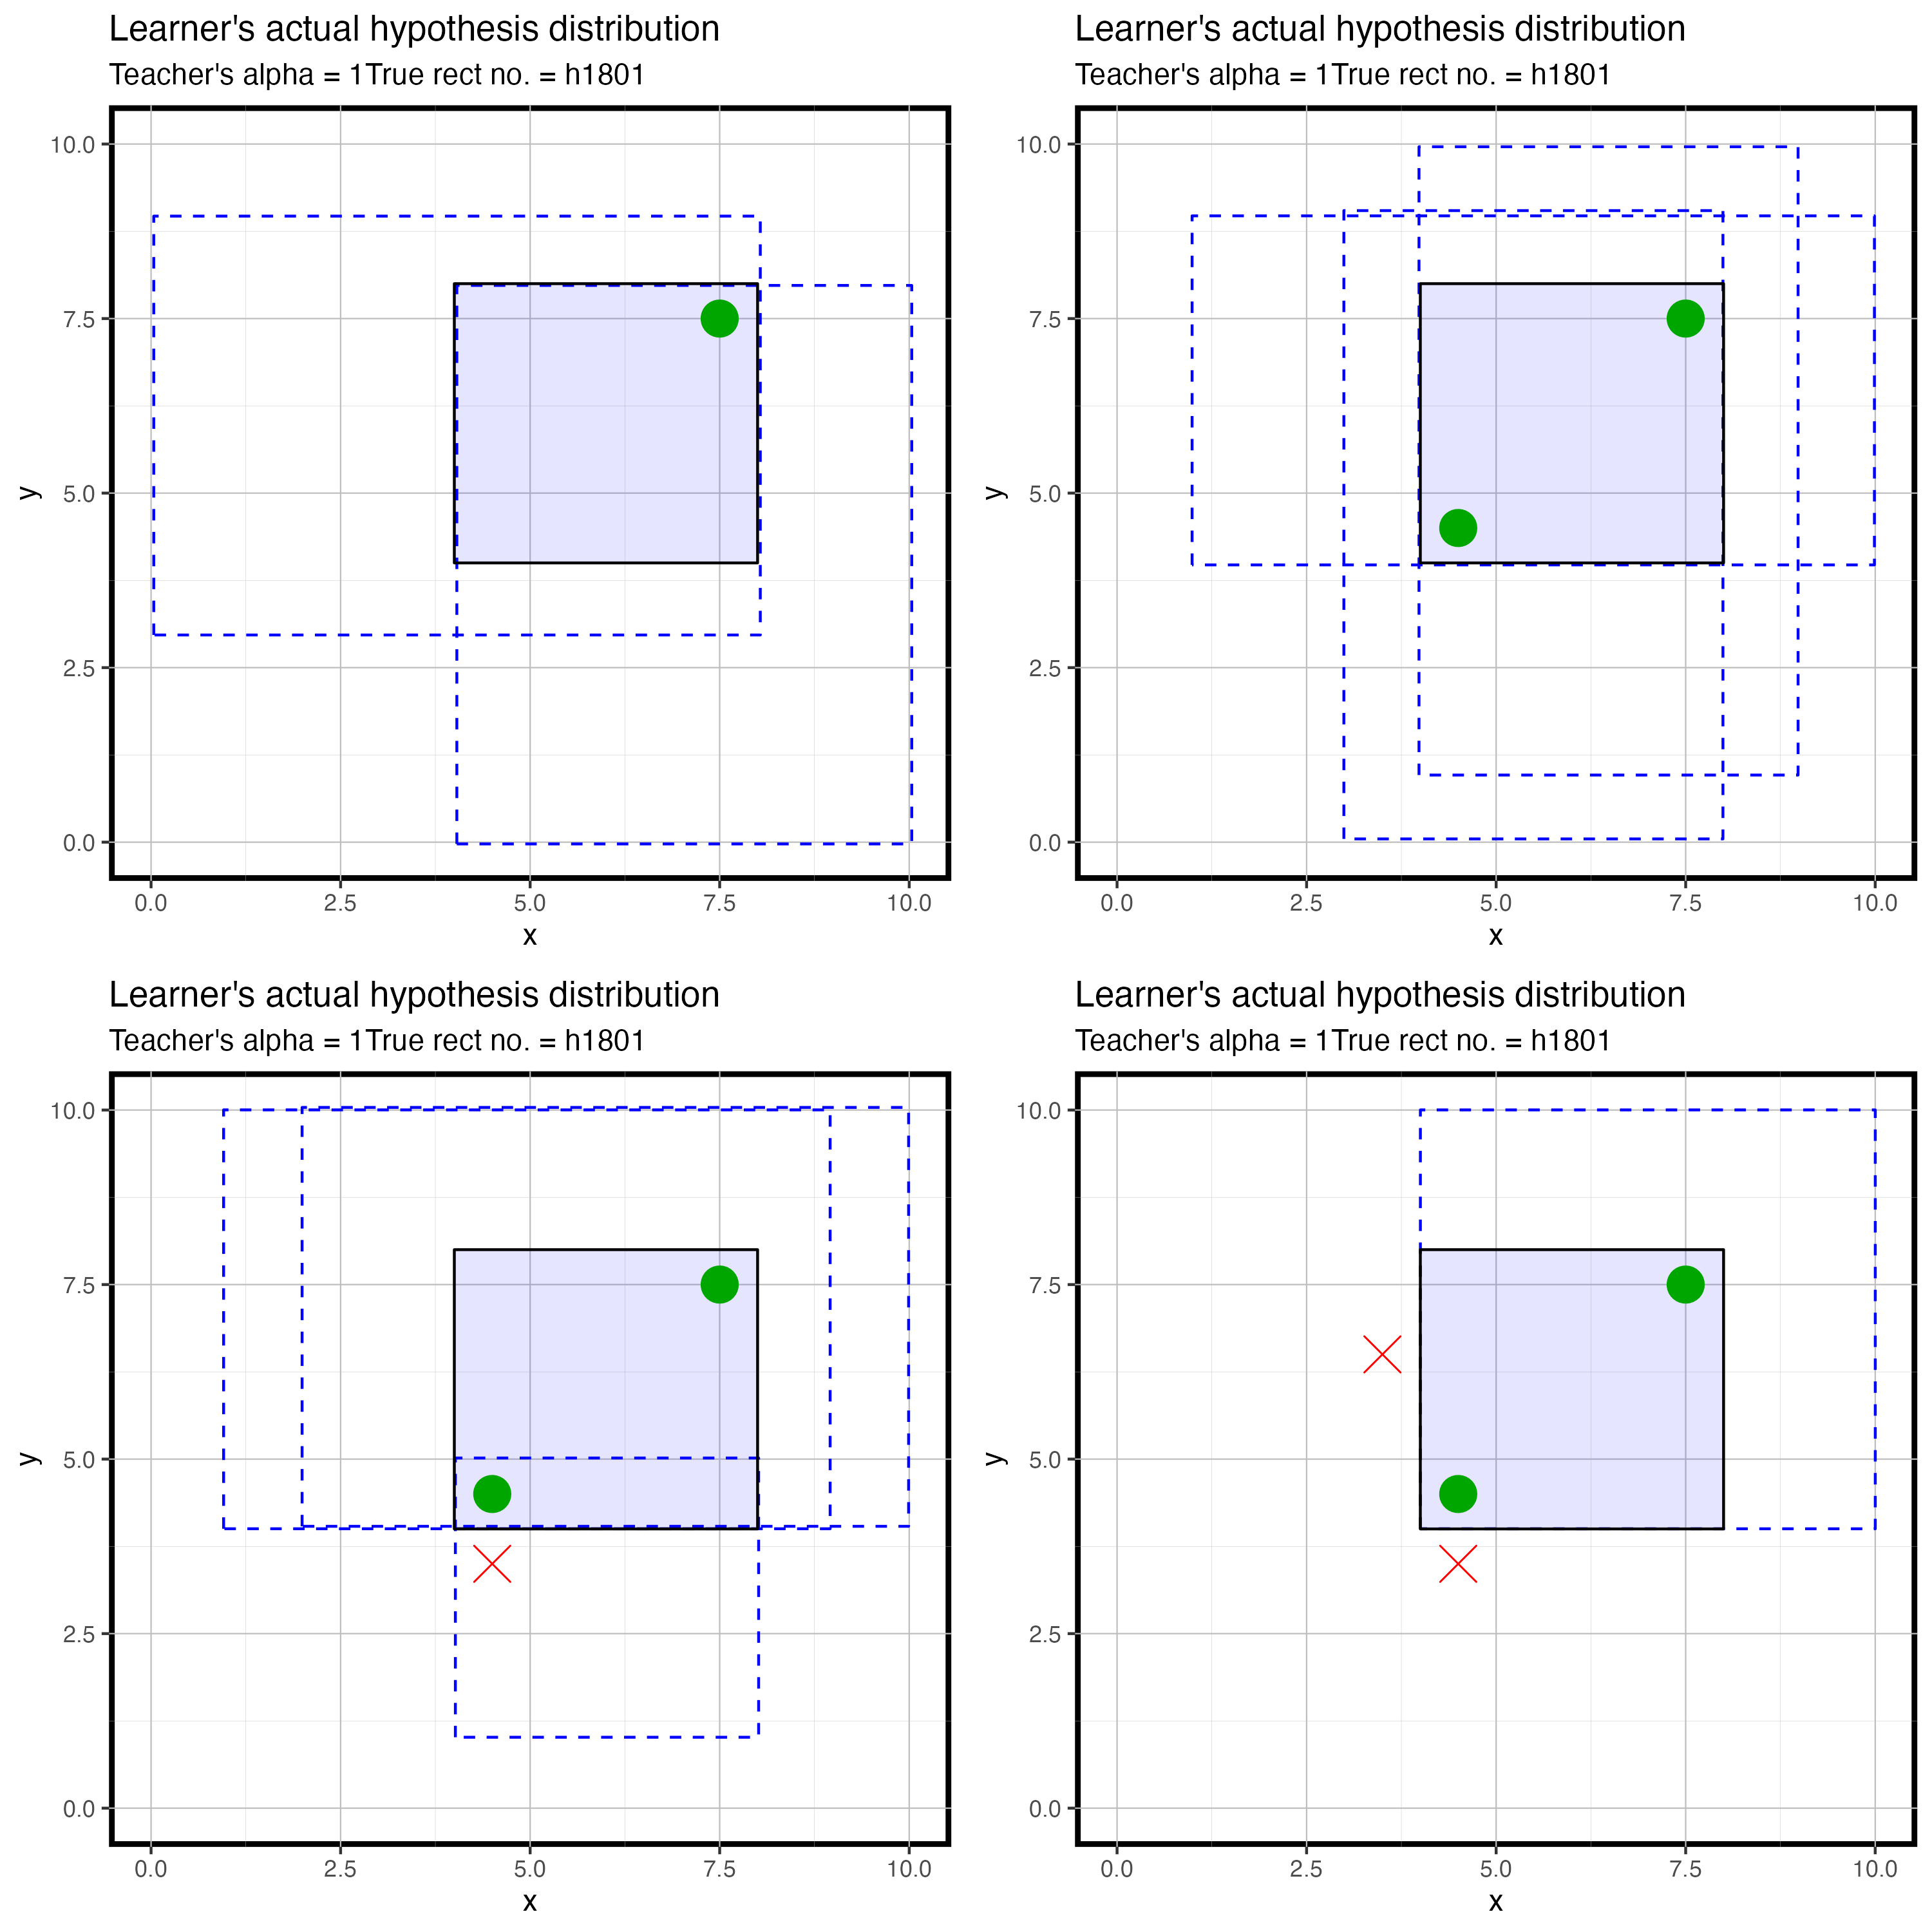 Learner's actual hypothesis distribution
Teacher's alpha = 1True rect no. = h1801
10.0
7.5
5.0
2.5
0.0
y
0.0 2.5 5.0 7.5 10.0
x
Learner's actual hypothesis distribution
Teacher's alpha = 1True rect no. = h1801
10.0
7.5
5.0
2.5
0.0
y
0.0 2.5 5.0 7.5 10.0
x
Learner's actual hypothesis distribution
Teacher's alpha = 1True rect no. = h1801
10.0
7.5
5.0
2.5
0.0
y
0.0 2.5 5.0 7.5 10.0
x
Learner's actual hypothesis distribution
Teacher's alpha = 1True rect no. = h1801
10.0
7.5
5.0
2.5
0.0
y
0.0 2.5 5.0 7.5 10.0
x